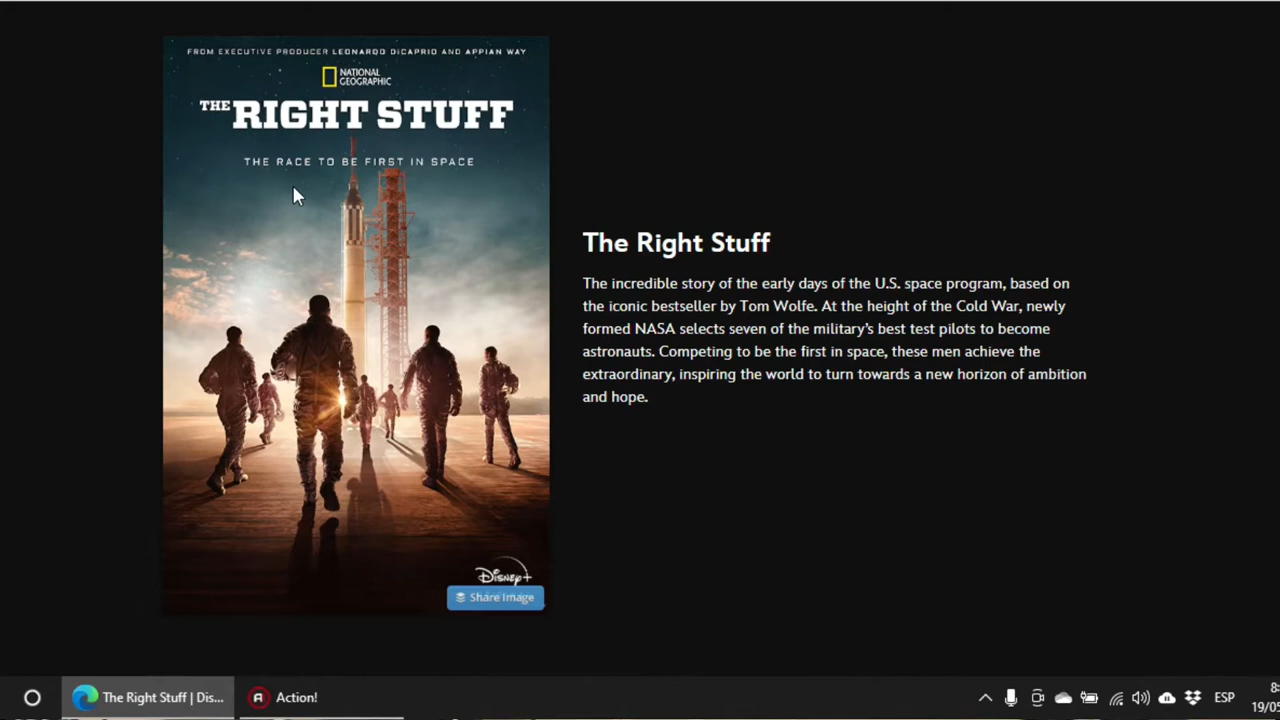 FROM EXECUTIVE PRODUCER LEONARDO DiCAPRIO AND APPIAN WAY
NATIONAL
GEOGRAPHIC
THE RIGHT STUFF
THE RACE TO BE FIRST IN SPACE
Disney+
Share Image
The Right Stuff
The incredible story of the early days of the U.S. space program, based on
the iconic bestseller by Tom Wolfe. At the height of the Cold War, newly
formed NASA selects seven of the military’s best test pilots to become
astronauts. Competing to be the first in space, these men achieve the
extraordinary, inspiring the world to turn towards a new horizon of ambition
and hope.
The Right Stuff | Dis...
Action!
ESP
8:
19/05